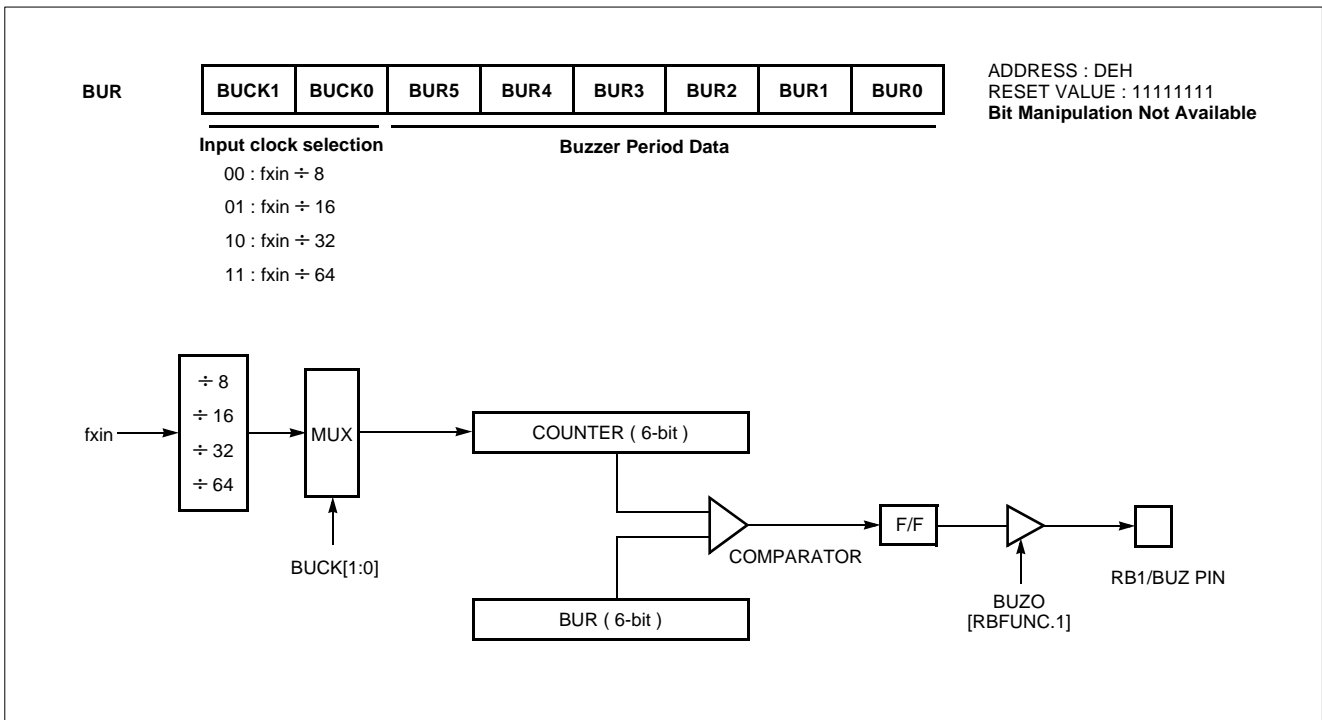 BUR
BUCK1 BUCK0 BUR5 BUR4 BUR3 BUR2 BUR1 BUR0
ADDRESS : DEH
RESET VALUE : 11111111
Bit Manipulation Not Available
Input clock selection
Buzzer Period Data
00 : fxin ÷ 8
01 : fxin ÷ 16
10 : fxin ÷ 32
11 : fxin ÷ 64
fxin
÷ 8
÷ 16
÷ 32
÷ 64
MUX
BUCK[1:0]
COUNTER ( 6-bit )
COMPARATOR
BUR ( 6-bit )
F/F
BUZO
[RBFUNC.1]
RB1/BUZ PIN